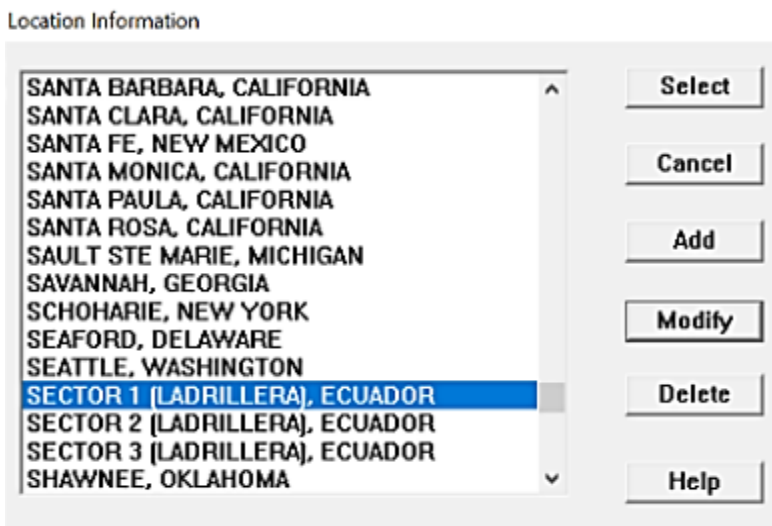 Location Information
SANTA BARBARA, CALIFORNIA
SANTA CLARA, CALIFORNIA
SANTA FE, NEW MEXICO
SANTA MONICA, CALIFORNIA
SANTA PAULA, CALIFORNIA
SANTA ROSA, CALIFORNIA
SAULT STE MARIE, MICHIGAN
SAVANNAH, GEORGIA
SCHOHARIE, NEW YORK
SEAFORD, DELAWARE
SEATTLE, WASHINGTON
SECTOR 1 (LADRILLERA), ECUADOR
SECTOR 2 (LADRILLERA), ECUADOR
SECTOR 3 (LADRILLERA), ECUADOR
SHAWNEE, OKLAHOMA
Select
Cancel
Add
Modify
Delete
Help